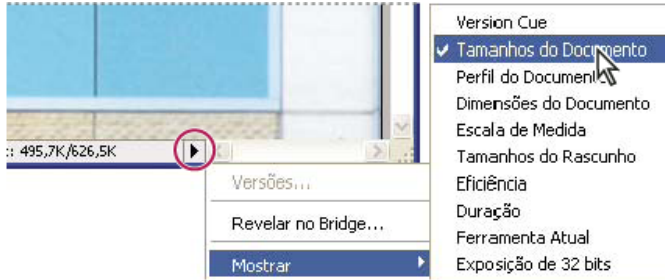 : 495,7K/626,5K
Versões...
Revelar no Bridge...
Mostrar
Version Cue
Tamanhos do Documento
Perfil do Documento
Dimensões do Documento
Escala de Medida
Tamanhos do Rascunho
Eficiência
Duração
Ferramenta Atual
Exposição de 32 bits